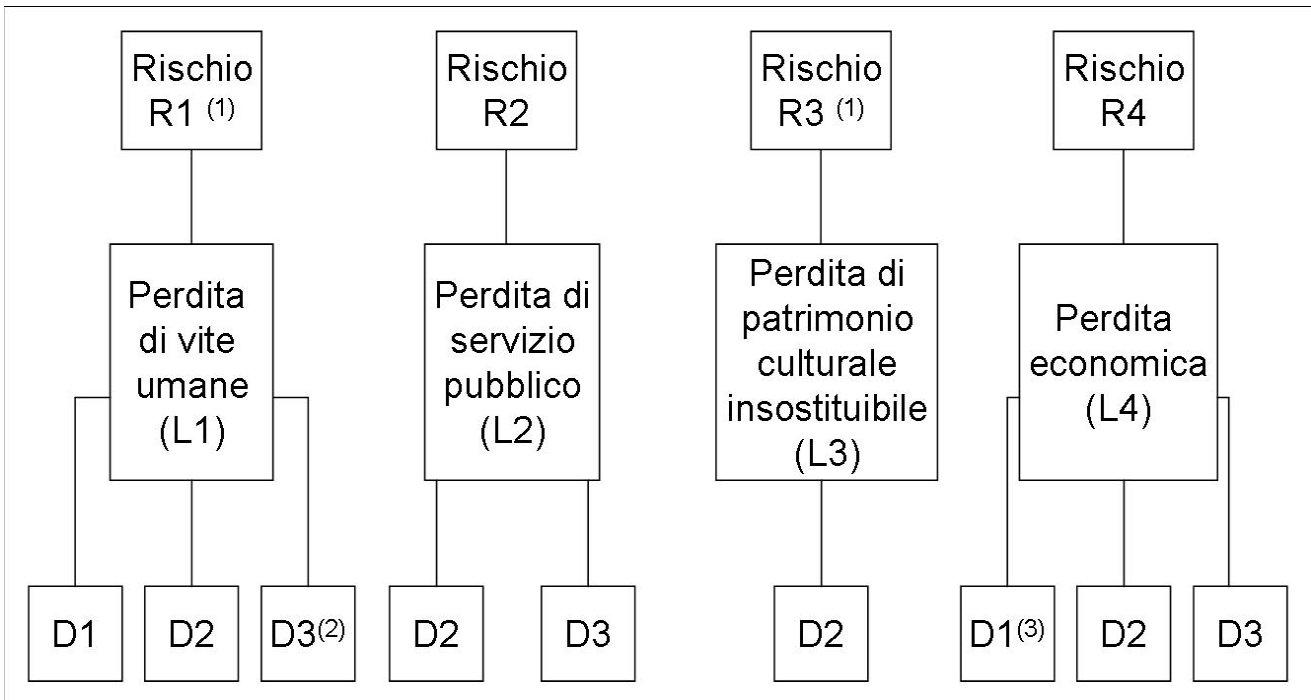 Rischio
R1 (1)
Rischio
R2
Rischio
R3 (1)
Rischio
R4
Perdita
di vite
umane
(L1)
Perdita di
servizio
pubblico
(L2)
Perdita di
patrimonio
culturale
insostituibile
(L3)
Perdita
economica
(L4)
D1
D2
D3(2)
D2
D3
D2
D1(3)
D2
D3